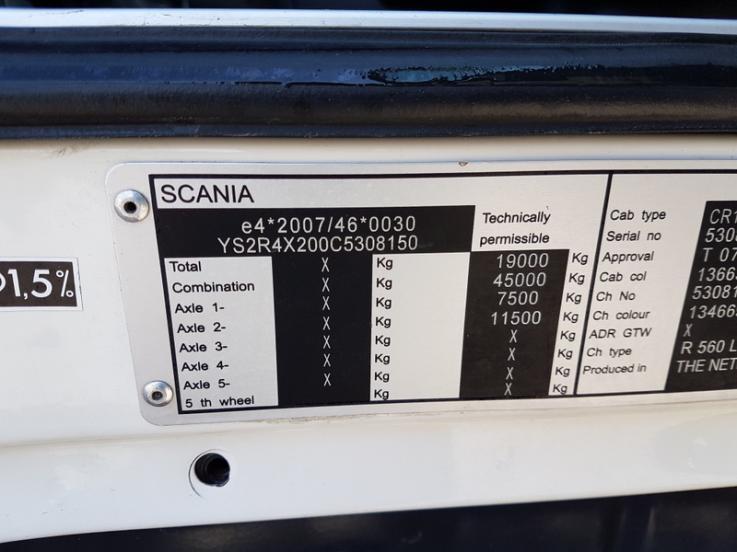 SCANIA
e4*2007/46*0030
YS2R4X200C5308150
Technically
permissible
Total X Kg 19000 Kg
Combination X Kg 45000 Kg
Axle 1- X Kg 7500 Kg
Axle 2- X Kg 11500 Kg
Axle 3- X Kg X Kg
Axle 4- X Kg X Kg
Axle 5- X Kg X Kg
5 th wheel Kg X Kg
Cab type CR1
Serial no 530
Approval T 07
Cab col 1366
Ch No 53081
Ch colour 13466
ADR GTW X
Ch type R 560 L
Produced in THE NET
1,5%